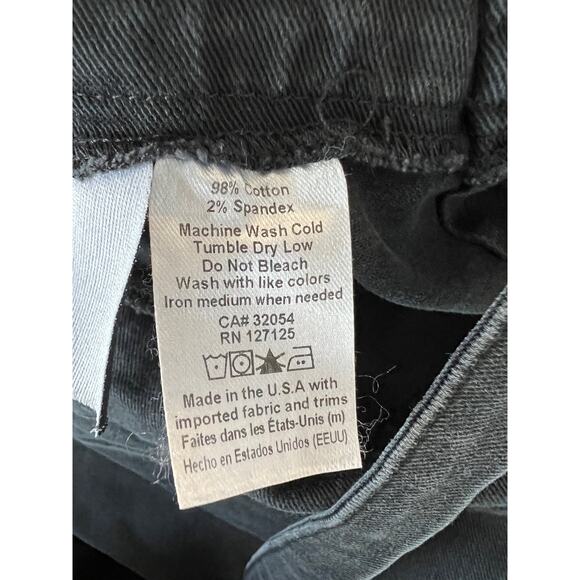 98% Cotton
2% Spandex
Machine Wash Cold
Tumble Dry Low
Do Not Bleach
Wash with like colors
Iron medium when needed
CA# 32054
RN 127125
Made in the U.S.A with
imported fabric and trims
Faites dans les États-Unis (m)
Hecho en Estados Unidos (EEUU)